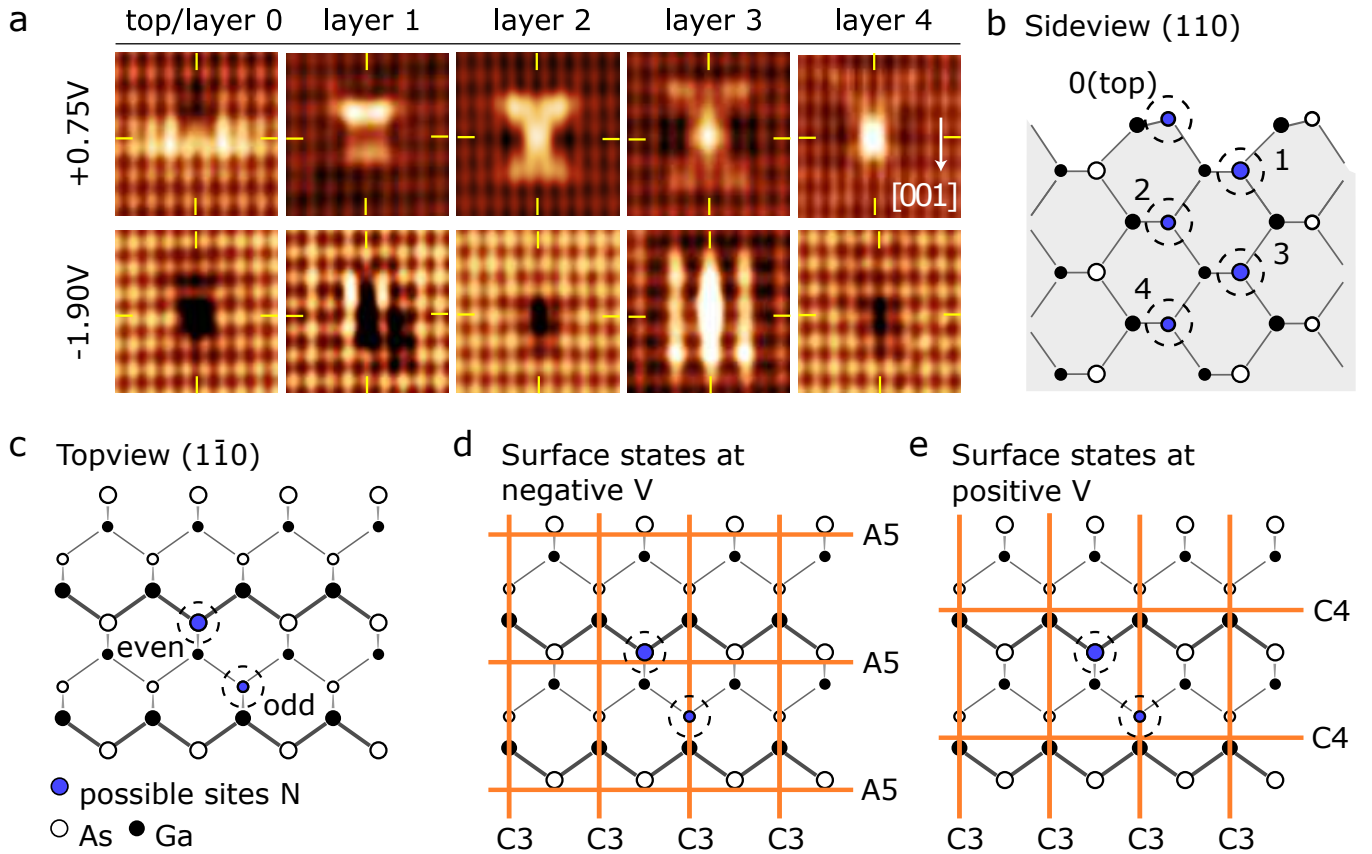 a
top/layer 0 layer 1 layer 2 layer 3 layer 4
+0.75V
[001]
-1.90V
b Sideview (110)
0(top)
1
2
3
4
c Topview (11̄0)
even
odd
possible sites N
As Ga
d Surface states at
negative V
A5
A5
A5
C3 C3 C3 C3
e Surface states at
positive V
C4
C4
C3 C3 C3 C3